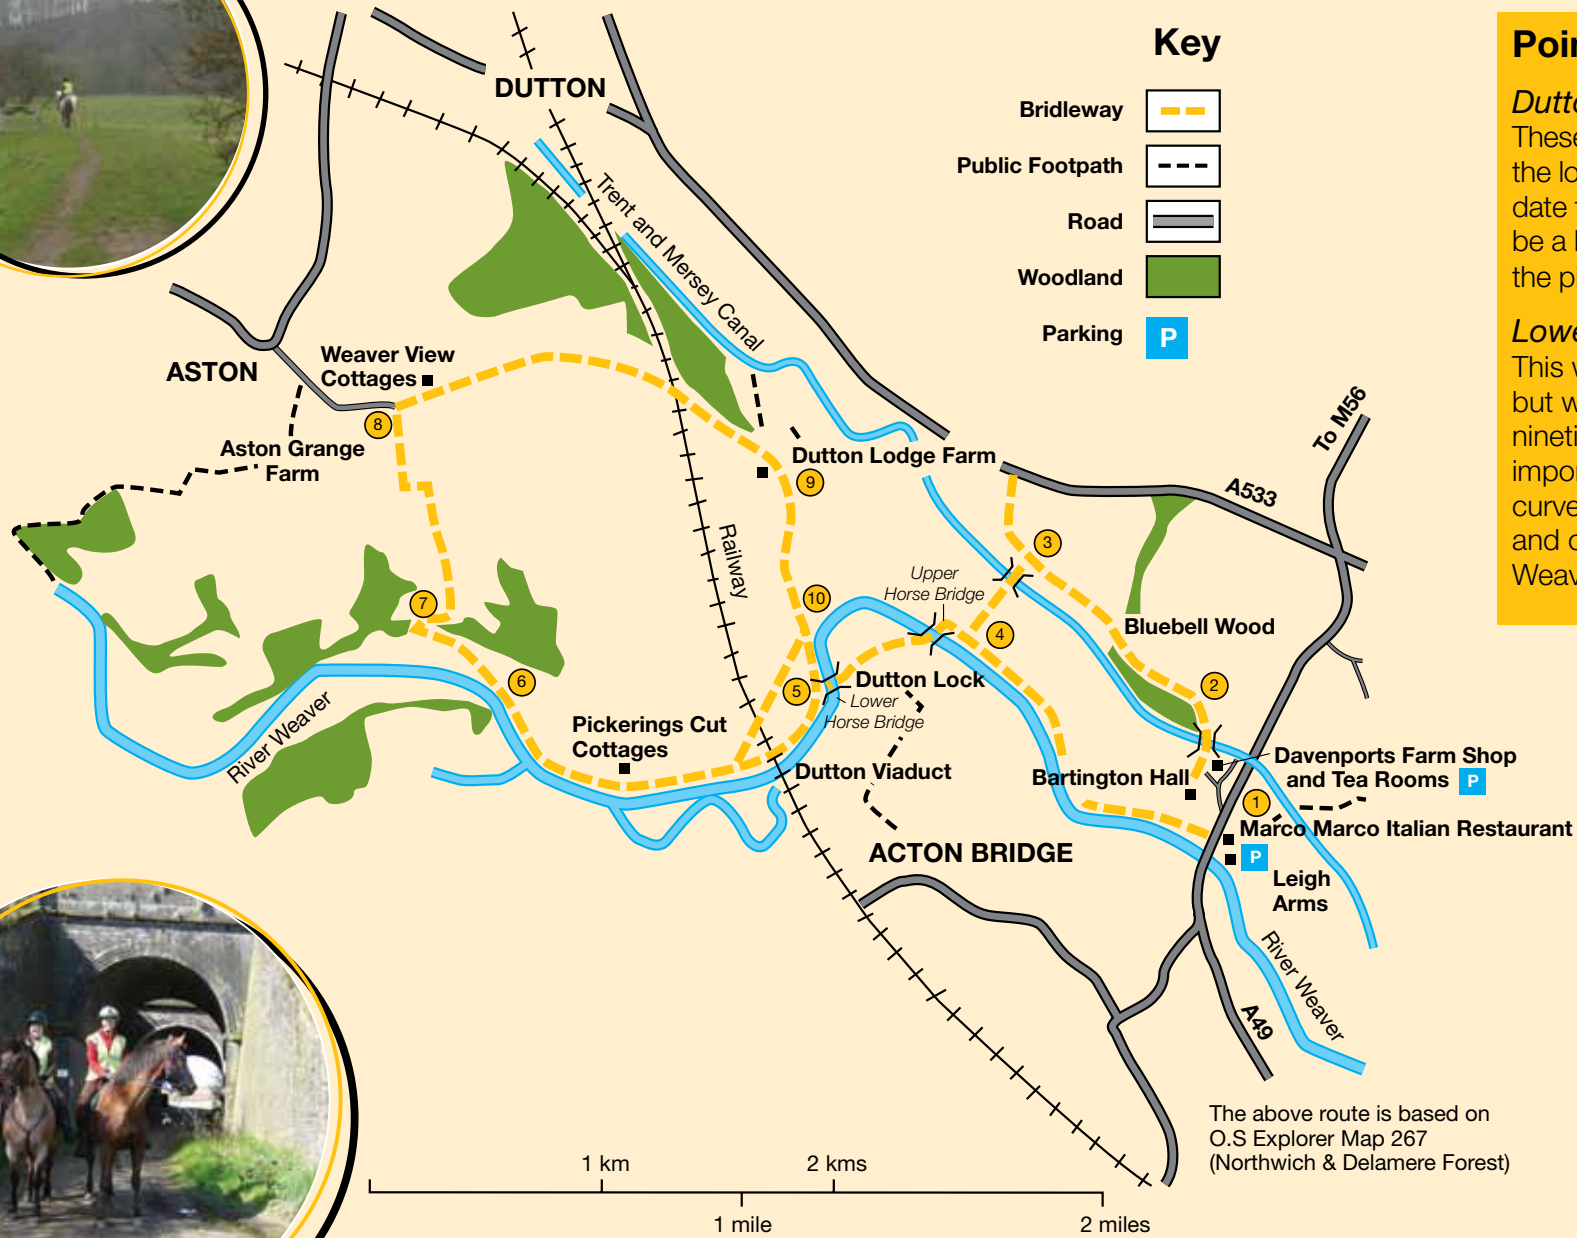 Key
Bridleway
Public Footpath
Road
Woodland
Parking
P
DUTTON
Trent and Mersey Canal
ASTON
Weaver View
Cottages
8
Aston Grange
Farm
Dutton Lodge Farm
9
To M56
A533
Railway
3
Upper
Horse Bridge
7
10
4
Bluebell Wood
6
5
Dutton Lock
2
Lower
Horse Bridge
River Weaver
Pickerings Cut
Cottages
Dutton Viaduct
Bartington Hall
Davenports Farm Shop
and Tea Rooms P
1
Marco Marco Italian Restaurant
P
Leigh
Arms
ACTON BRIDGE
River Weaver
A49
The above route is based on
O.S Explorer Map 267
(Northwich & Delamere Forest)
1 km 2 kms
1 mile 2 miles
Poin
Dutto
These
the lo
date
be a
the p
Lowe
This
but w
nineti
impor
curve
and
Weav